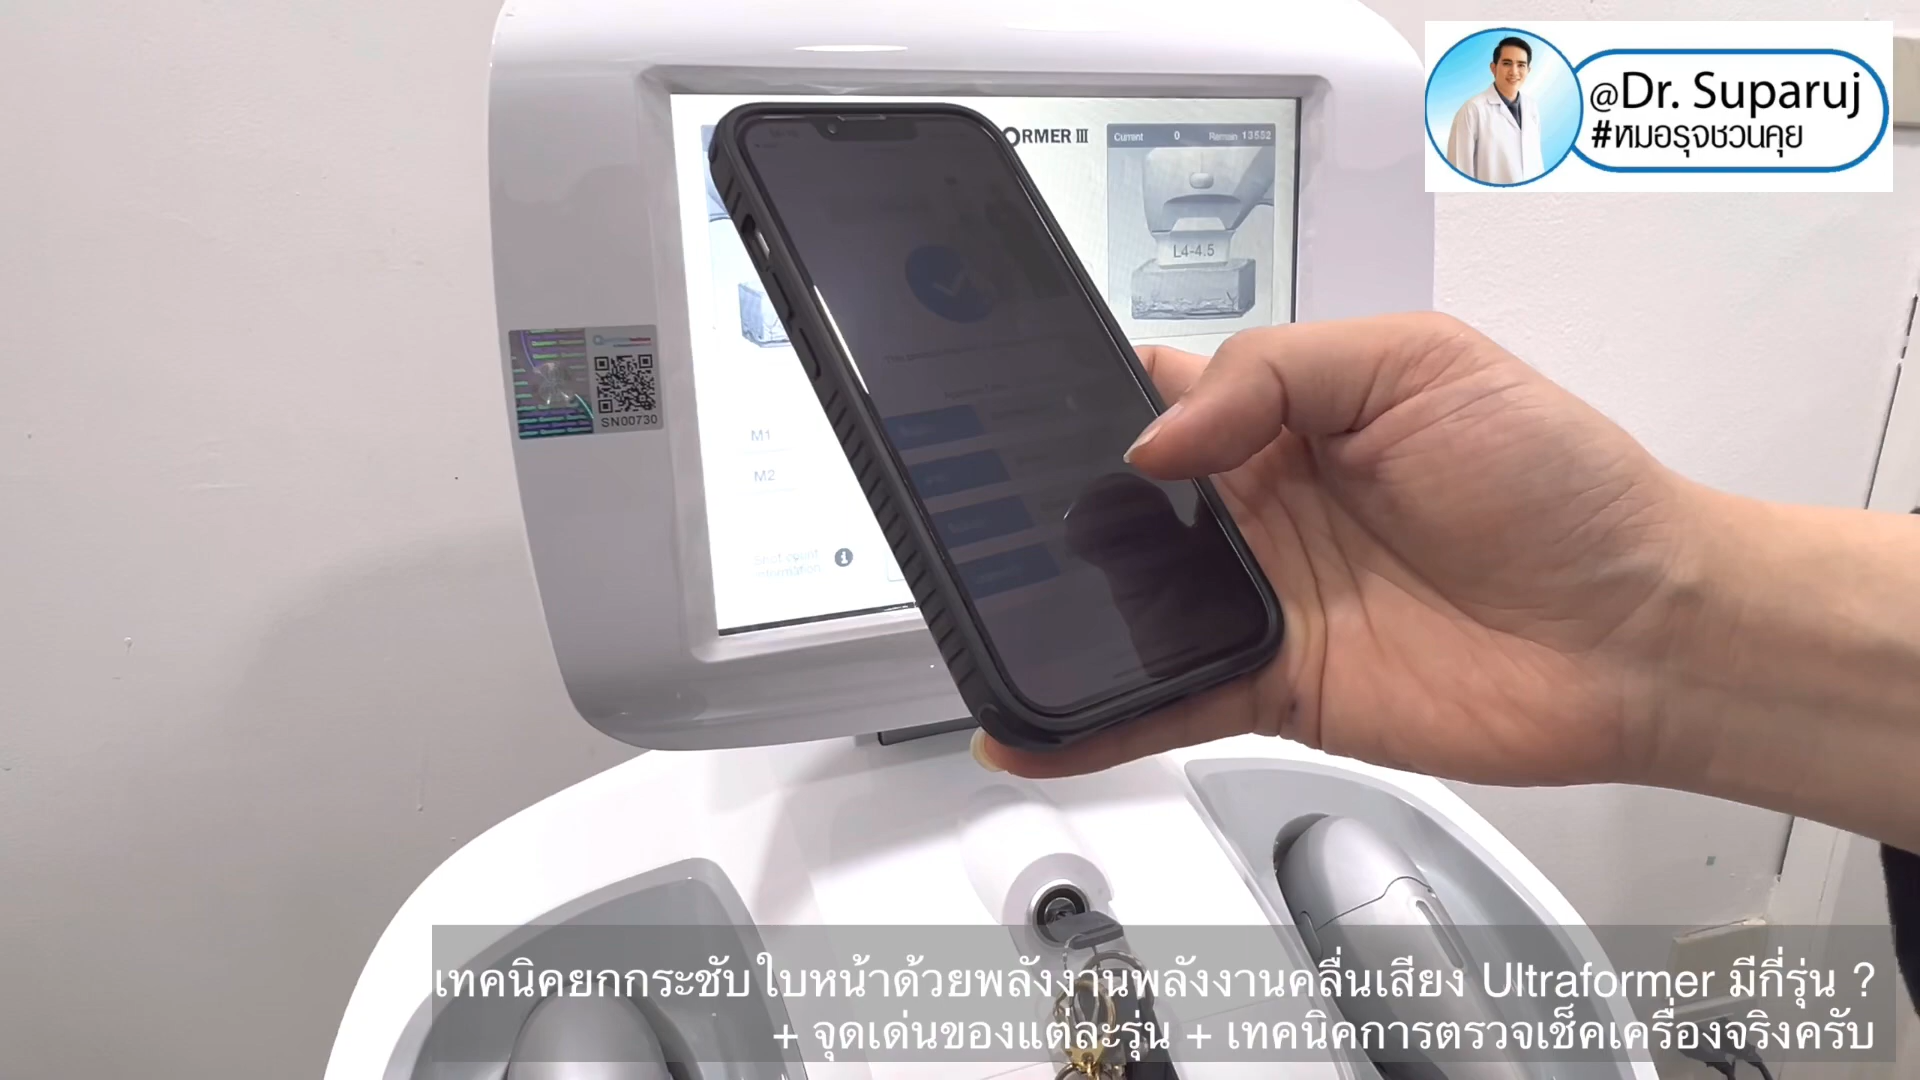 @Dr. Suparuj
#หมอรุจชวนคุย
ORMER III
Current 0 Remain 13552
L4-4.5
SN00730
M1
M2
Shot count
information
เทคนิคยกกระชับ ใบหน้าด้วยพลังงานพลังงานคลื่นเสียง Ultraformer มีกี่รุ่น ?
+ จุดเด่นของแต่ละรุ่น + เทคนิคการตรวจเช็คเครื่องจริงครับ